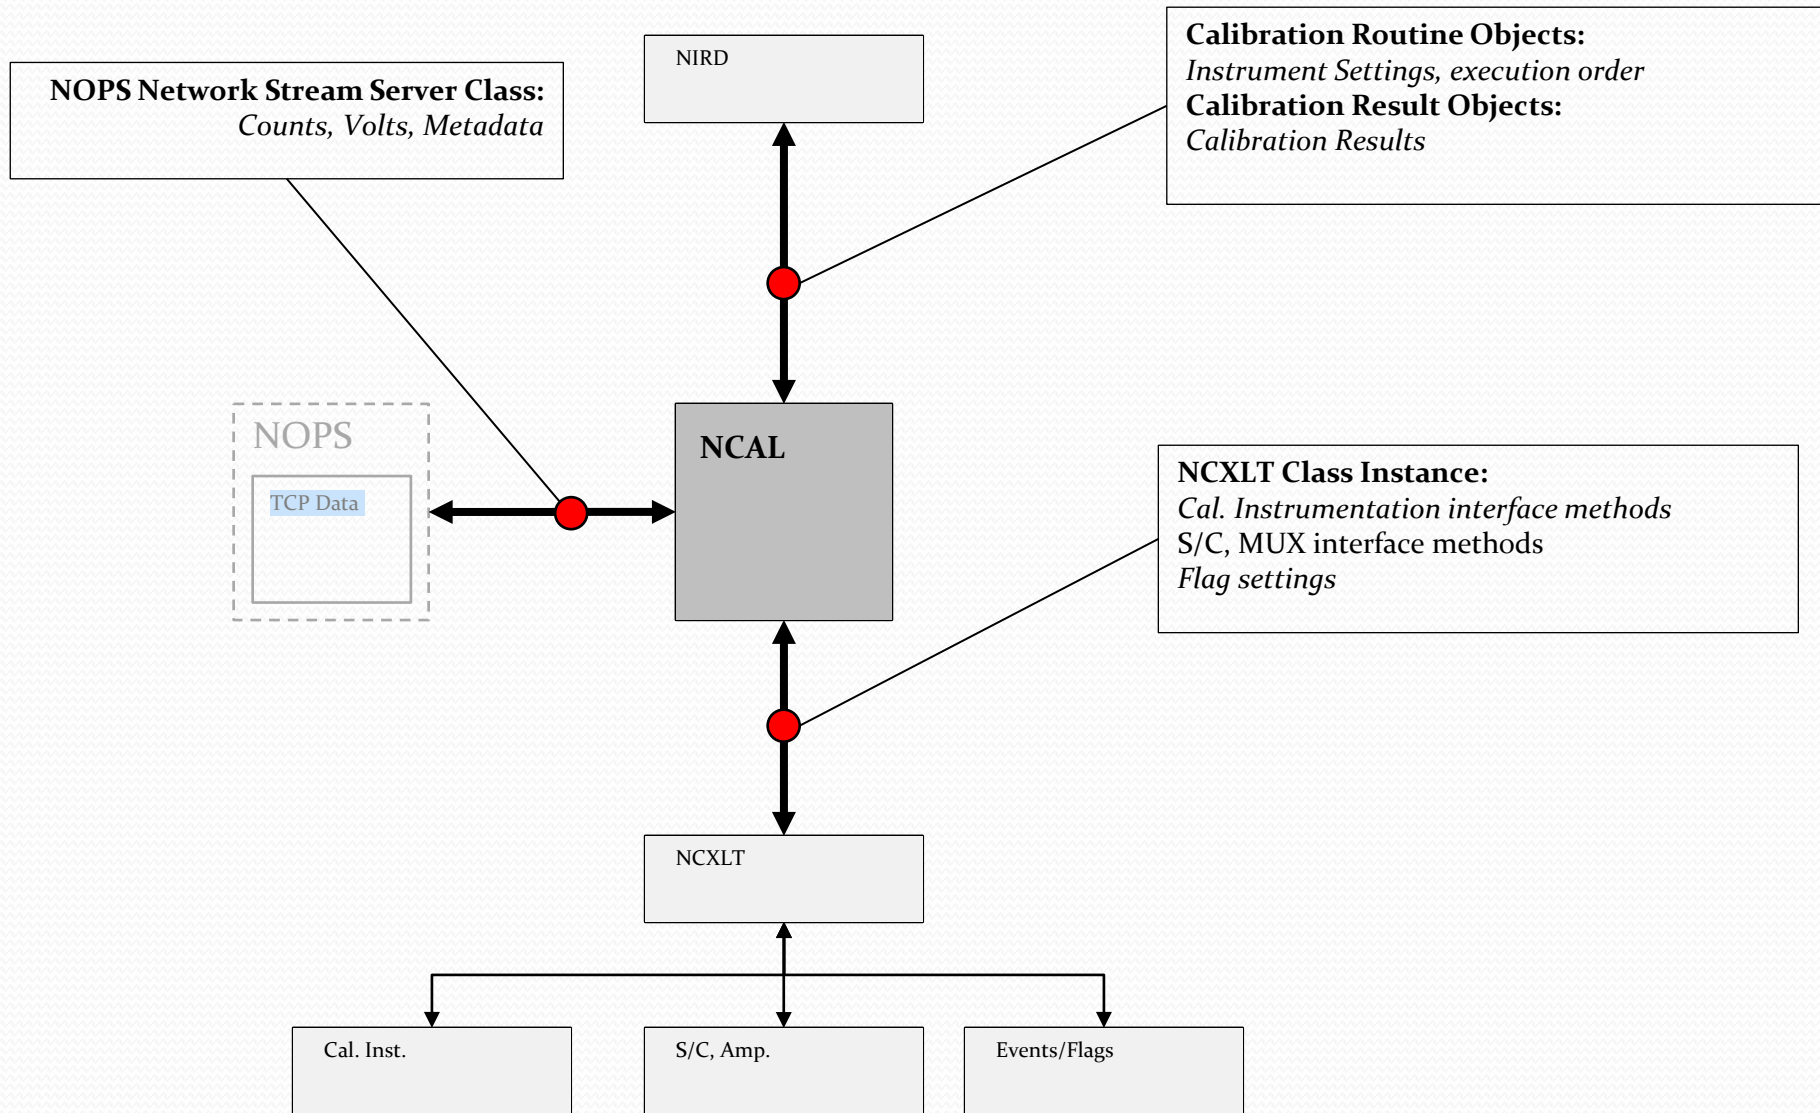 NIRD
Calibration Routine Objects:
Instrument Settings, execution order
Calibration Result Objects:
Calibration Results
NOPS Network Stream Server Class:
Counts, Volts, Metadata
NOPS
TCP Data
NCAL
NCXLT Class Instance:
Cal. Instrumentation interface methods
S/C, MUX interface methods
Flag settings
NCXLT
Cal. Inst.
S/C, Amp.
Events/Flags